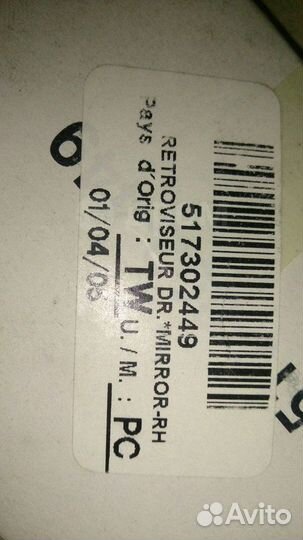 517302449
RETROVISEUR DR.*MIRROR-RH
Pays d'Orig : TW U./M. : PC
01/04/05
Avito